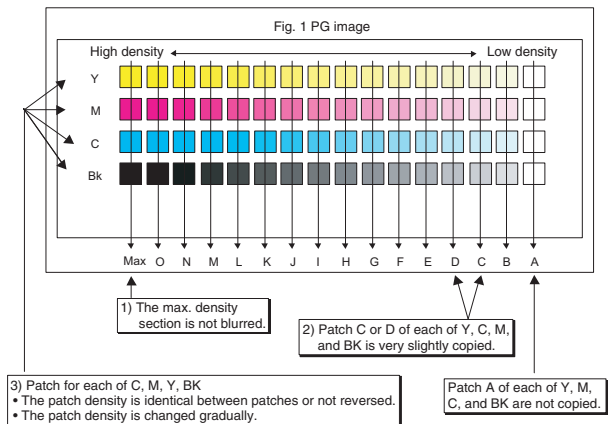 Fig. 1 PG image
High density
Low density
Y
M
C
Bk
Max O N M L K J I H G F E D C B A
1) The max. density
section is not blurred.
2) Patch C or D of each of Y, C, M,
and BK is very slightly copied.
3) Patch for each of C, M, Y, BK
• The patch density is identical between patches or not reversed.
• The patch density is changed gradually.
Patch A of each of Y, M,
C, and BK are not copied.